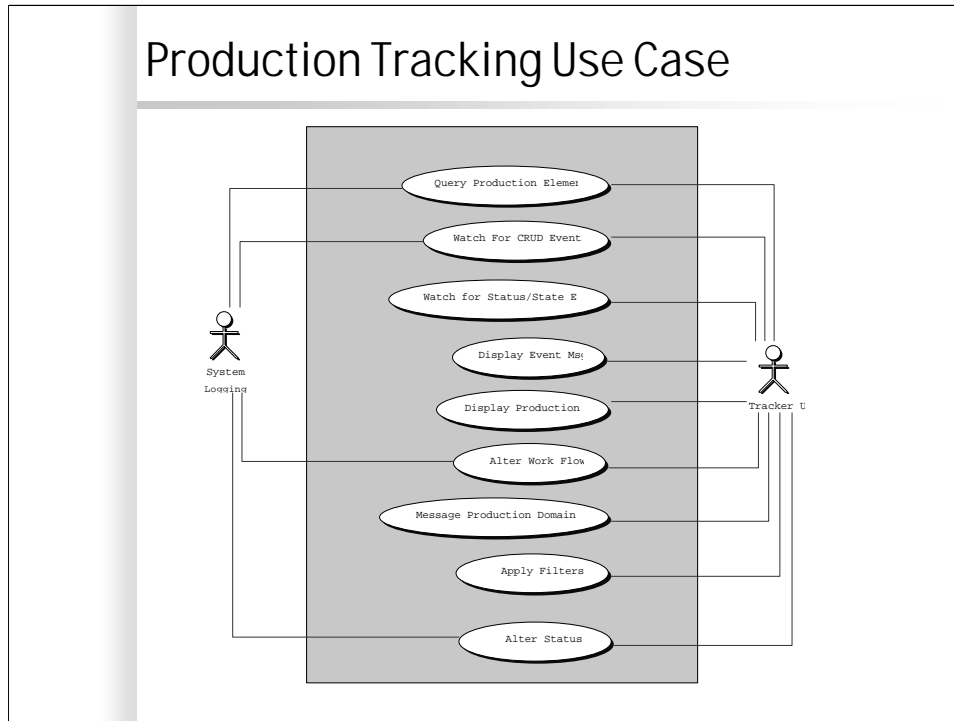 Production Tracking Use Case
Query Production Elemen
Watch For CRUD Event
Watch for Status/State E
Display Event Msg
System
Logging
Display Production
Tracker U
Alter Work Flow
Message Production Domain
Apply Filters
Alter Status